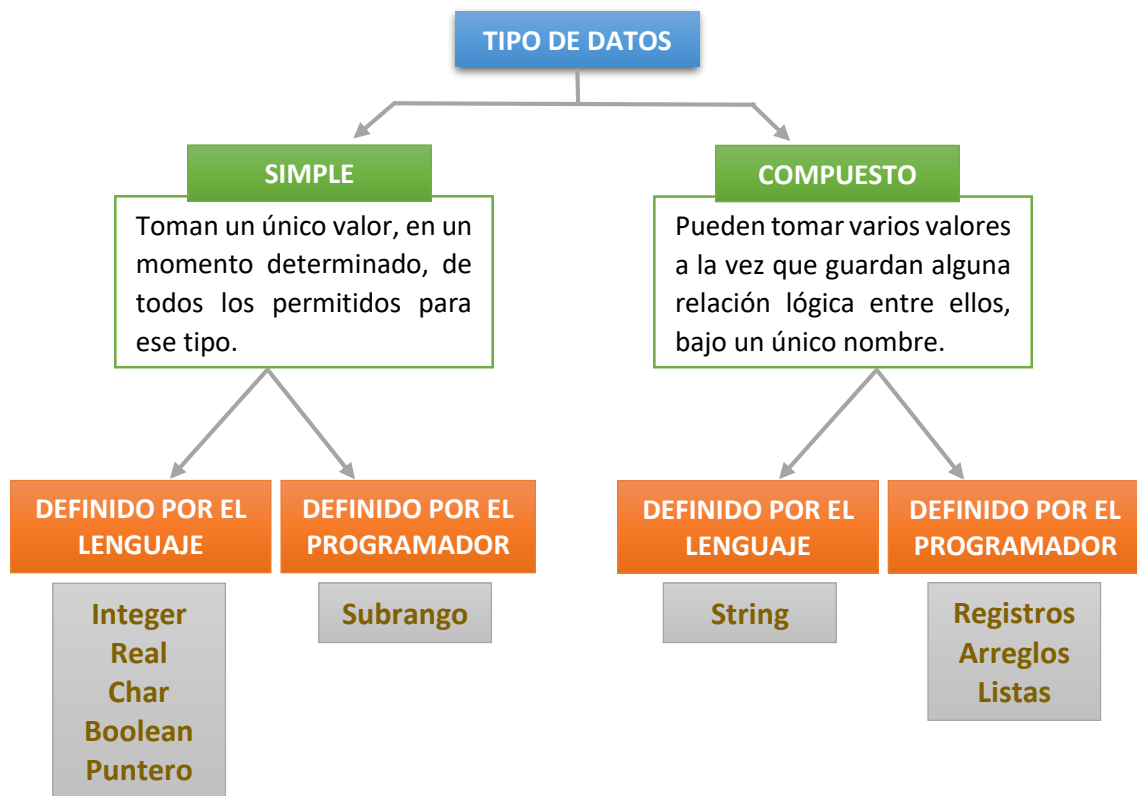 TIPO DE DATOS
SIMPLE
Toman un único valor, en un
momento determinado, de
todos los permitidos para
ese tipo.
COMPUESTO
Pueden tomar varios valores
a la vez que guardan alguna
relación lógica entre ellos,
bajo un único nombre.
DEFINIDO POR EL
LENGUAJE
Integer
Real
Char
Boolean
Puntero
DEFINIDO POR EL
PROGRAMADOR
Subrango
DEFINIDO POR EL
LENGUAJE
String
DEFINIDO POR EL
PROGRAMADOR
Registros
Arreglos
Listas